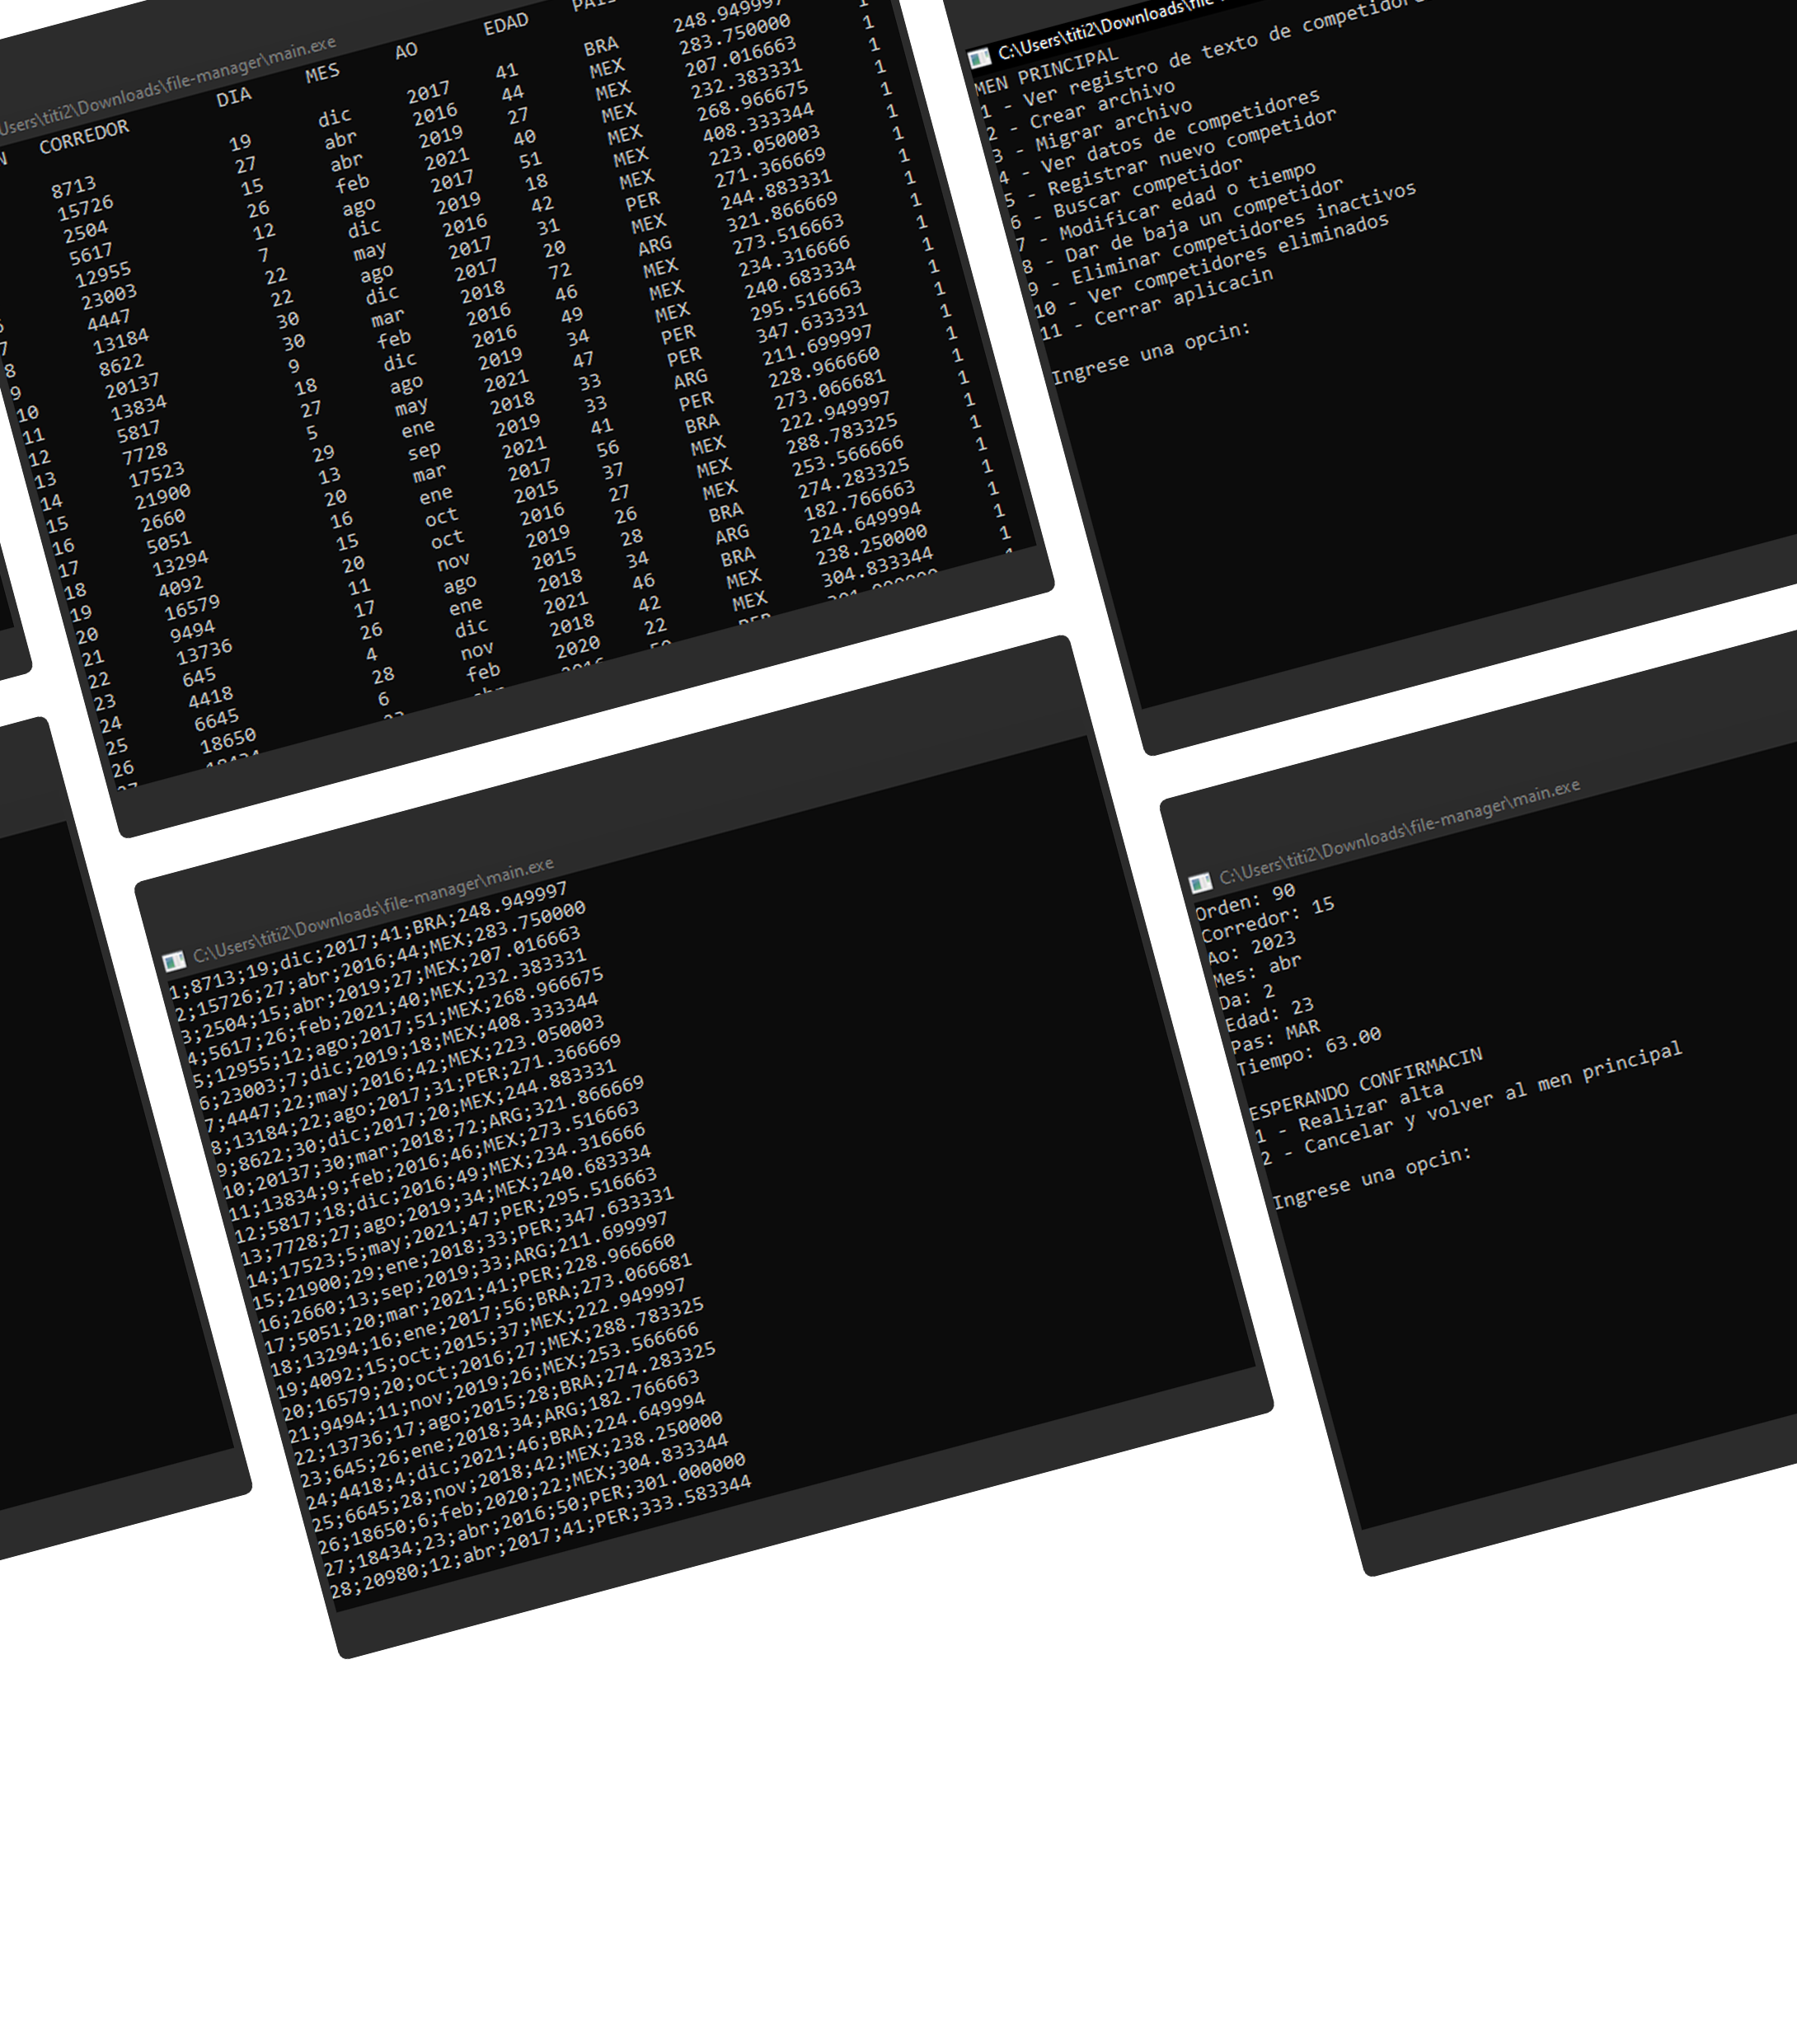 Users\titi2\Downloads\file-manager\main.exe
N CORREDOR DIA MES AO EDAD
8713 19 dic 2017 41 BRA 248.949997 1
15726 27 abr 2016 44 MEX 283.750000 1
2504 15 abr 2019 27 MEX 207.016663 1
5617 26 feb 2021 40 MEX 232.383331 1
12955 12 ago 2017 51 MEX 268.966675 1
23003 7 dic 2019 18 MEX 408.333344 1
7 4447 22 may 2016 42 MEX 223.050003 1
8 13184 22 ago 2017 31 PER 271.366669 1
9 8622 30 dic 2017 20 MEX 244.883331 1
10 20137 30 mar 2018 72 ARG 321.866669 1
11 13834 9 feb 2016 46 MEX 273.516663 1
12 5817 18 dic 2016 49 MEX 234.316666 1
13 7728 27 ago 2019 34 MEX 240.683334 1
14 17523 5 may 2021 47 PER 295.516663 1
15 21900 29 ene 2018 33 PER 347.633331 1
16 2660 13 sep 2019 33 ARG 211.699997 1
17 5051 20 mar 2021 41 PER 228.966660 1
18 13294 16 ene 2017 56 BRA 273.066681 1
19 4092 15 oct 2015 37 MEX 222.949997 1
20 16579 20 oct 2016 27 MEX 288.783325 1
21 9494 11 nov 2019 26 MEX 253.566666 1
22 13736 17 ago 2015 28 BRA 274.283325 1
23 645 26 ene 2018 34 ARG 182.766663 1
24 4418 4 dic 2021 46 BRA 224.649994 1
25 6645 28 nov 2018 42 MEX 238.250000 1
26 18650 6 feb 2020 22 MEX 304.833344 1
C:\Users\titi2\Downloads\file
MEN PRINCIPAL
1 - Ver registro de texto de competidor
2 - Crear archivo
3 - Migrar archivo
4 - Ver datos de competidores
5 - Registrar nuevo competidor
6 - Buscar competidor
7 - Modificar edad o tiempo
8 - Dar de baja un competidor
9 - Eliminar competidores inactivos
10 - Ver competidores eliminados
11 - Cerrar aplicacin
Ingrese una opcin:
C:\Users\titi2\Downloads\file-manager\main.exe
1;8713;19;dic;2017;41;BRA;248.949997
2;15726;27;abr;2016;44;MEX;283.750000
3;2504;15;abr;2019;27;MEX;207.016663
4;5617;26;feb;2021;40;MEX;232.383331
5;12955;12;ago;2017;51;MEX;268.966675
6;23003;7;dic;2019;18;MEX;408.333344
7;4447;22;may;2016;42;MEX;223.050003
8;13184;22;ago;2017;31;PER;271.366669
9;8622;30;dic;2017;20;MEX;244.883331
10;20137;30;mar;2018;72;ARG;321.866669
11;13834;9;feb;2016;46;MEX;273.516663
12;5817;18;dic;2016;49;MEX;234.316666
13;7728;27;ago;2019;34;MEX;240.683334
14;17523;5;may;2021;47;PER;295.516663
15;21900;29;ene;2018;33;PER;347.633331
16;2660;13;sep;2019;33;ARG;211.699997
17;5051;20;mar;2021;41;PER;228.966660
18;13294;16;ene;2017;56;BRA;273.066681
19;4092;15;oct;2015;37;MEX;222.949997
20;16579;20;oct;2016;27;MEX;288.783325
21;9494;11;nov;2019;26;MEX;253.566666
22;13736;17;ago;2015;28;BRA;274.283325
23;645;26;ene;2018;34;ARG;182.766663
24;4418;4;dic;2021;46;BRA;224.649994
25;6645;28;nov;2018;42;MEX;238.250000
26;18650;6;feb;2020;22;MEX;304.833344
27;18434;23;abr;2016;50;PER;301.000000
28;20980;12;abr;2017;41;PER;333.583344
C:\Users\titi2\Downloads\file-manager\main.exe
Orden: 90
Corredor: 15
Ao: 2023
Mes: abr
Da: 2
Edad: 23
Pas: MAR
Tiempo: 63.00
ESPERANDO CONFIRMACIN
1 - Realizar alta
2 - Cancelar y volver al men principal
Ingrese una opcin: